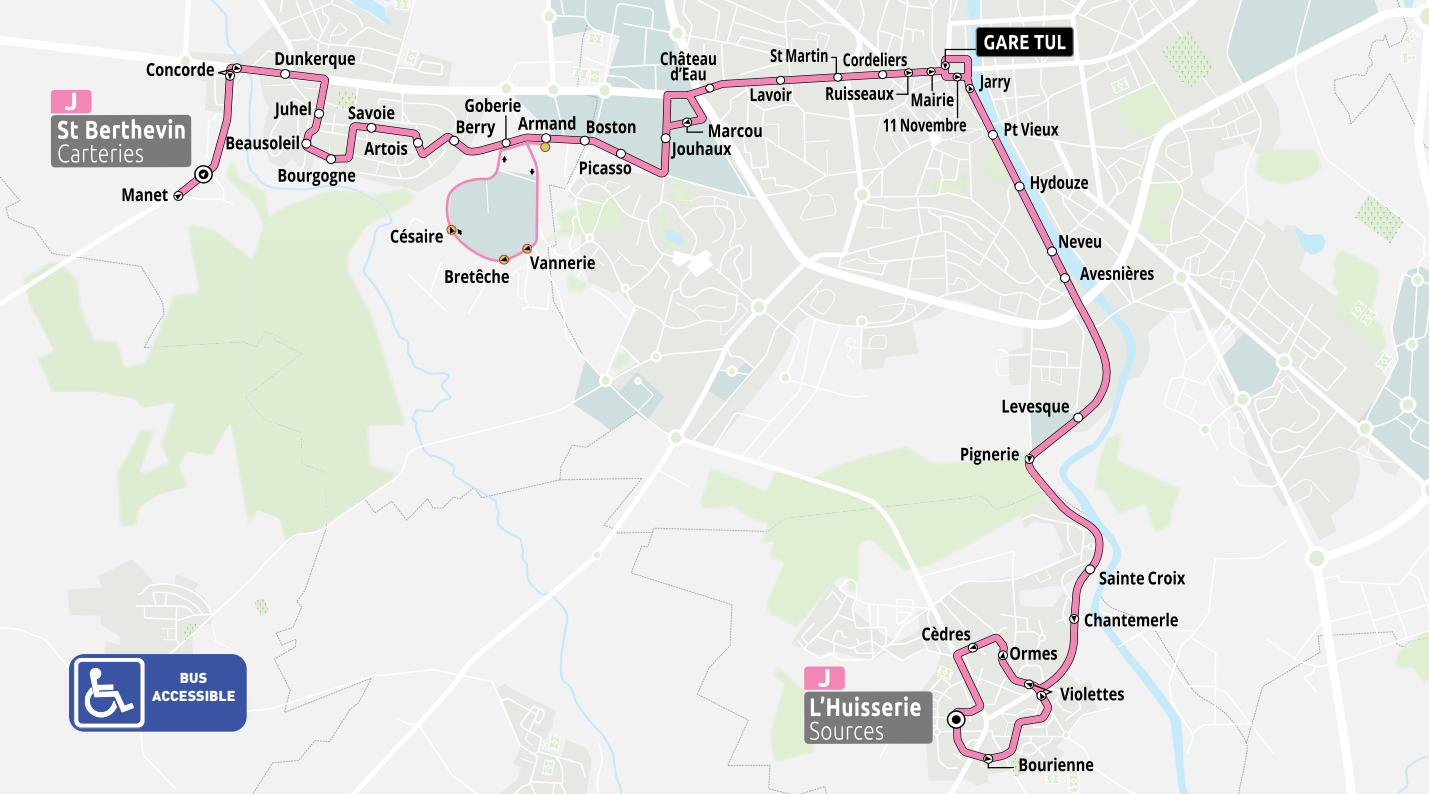 GARE TUL
Concorde
Dunkerque
Château
d'Eau
St Martin
Cordeliers
J
St Berthevin
Carteries
Juhel
Savoie
Goberie
Lavoir
Ruisseaux
Mairie
Jarry
11 Novembre
Beausoleil
Artois
Berry
Armand
Boston
Marcou
Jouhaux
Pt Vieux
Bourgogne
Picasso
Manet
Hydouze
Césaire
Bretêche
Vannerie
Neveu
Avesnières
Levesque
Pignerie
Sainte Croix
Chantemerle
Cèdres
Ormes
Violettes
J
L'Huisserie
Sources
Bourienne
BUS
ACCESSIBLE